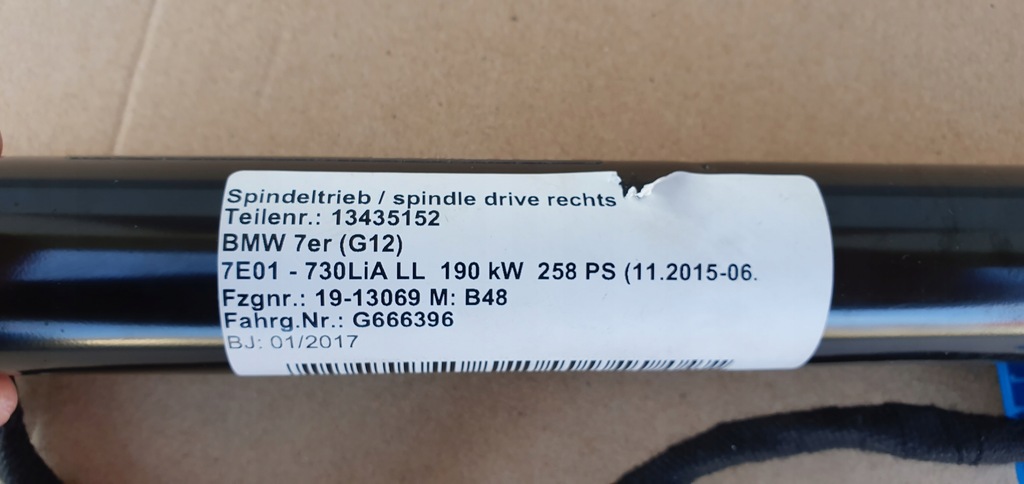 Spindeltrieb / spindle drive rechts
Teilenr.: 13435152
BMW 7er (G12)
7E01 - 730LiA LL 190 kW 258 PS (11.2015-06.
Fzgnr.: 19-13069 M: B48
Fahrg.Nr.: G666396
BJ: 01/2017